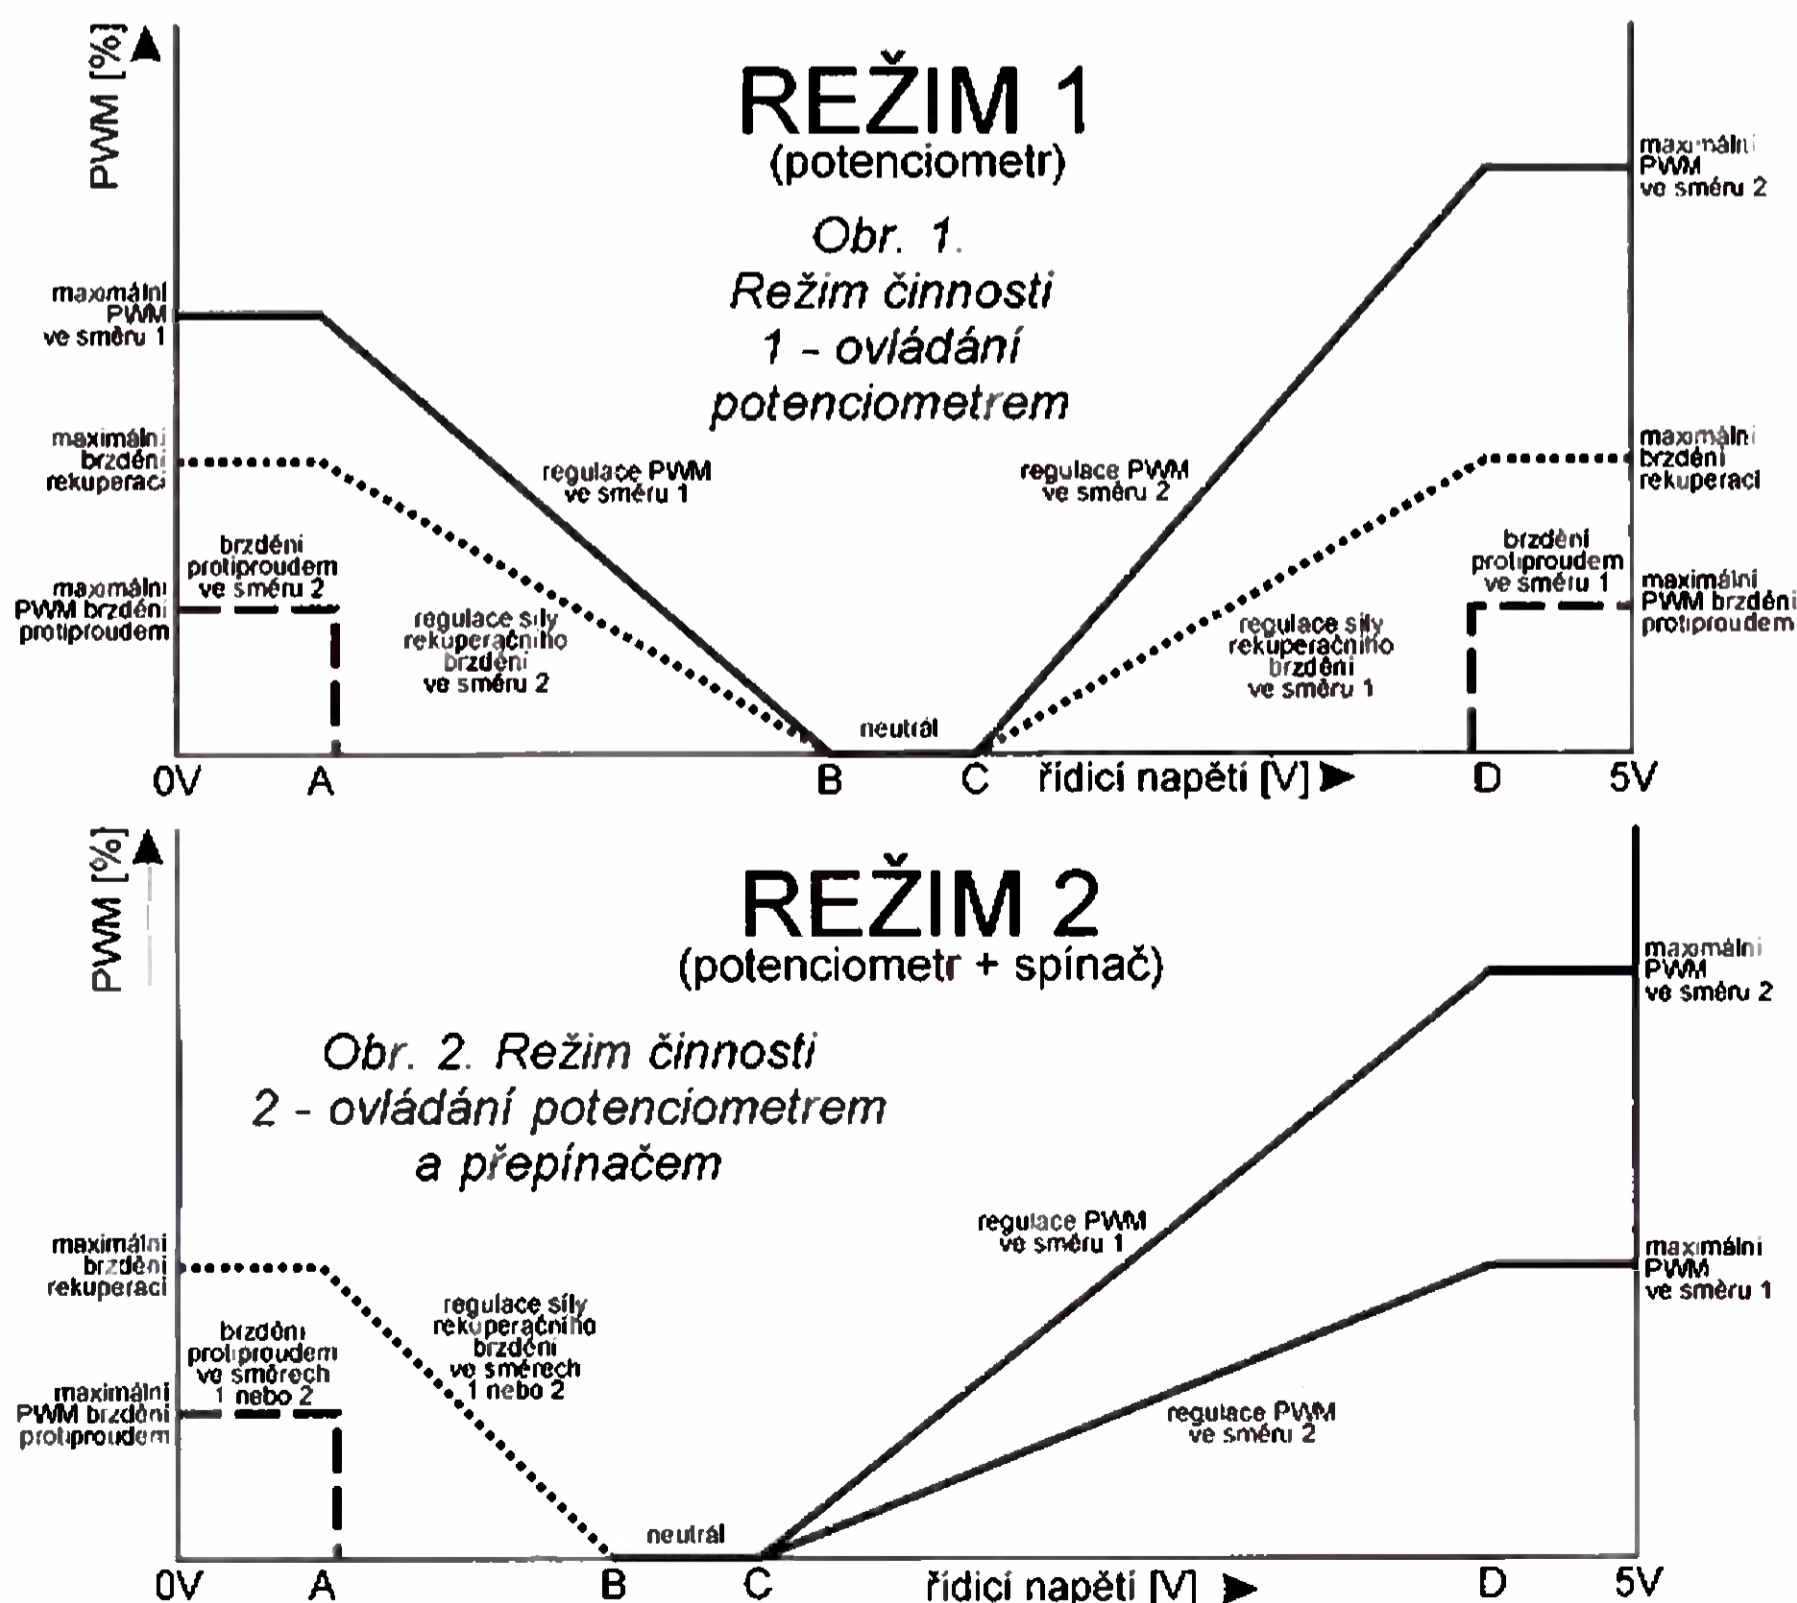 PWM [%]
REŽIM 1
(potenciometr)
Obr. 1.
Režim činnosti
1 - ovládání
potenciometrem
maximální
PWM
ve směru 1
maximální
brzdění
rekuperací
brzdění
protiproudem
ve směru 2
maximální
PWM brzdění
protiproudem
regulace PWM
ve směru 1
regulace síly
rekuperačního
brzdění
ve směru 2
neutrál
regulace PWM
ve směru 2
regulace síly
rekuperačního
brzdění
ve směru 1
maximální
PWM
ve směru 2
maximální
brzdění
rekuperací
brzdění
protiproudem
ve směru 1
maximální
PWM brzdění
protiproudem
0V A B C řídicí napětí [V] D 5V
PWM [%]
REŽIM 2
(potenciometr + spínač)
Obr. 2. Režim činnosti
2 - ovládání potenciometrem
a přepínačem
maximální
brzdění
rekuperací
brzdění
protiproudem
ve směrech
1 nebo 2
maximální
PWM brzdění
protiproudem
regulace síly
rekuperačního
brzdění
ve směrech
1 nebo 2
neutrál
regulace PWM
ve směru 1
regulace PWM
ve směru 2
maximální
PWM
ve směru 2
maximální
PWM
ve směru 1
0V A B C řídicí napětí [V] D 5V